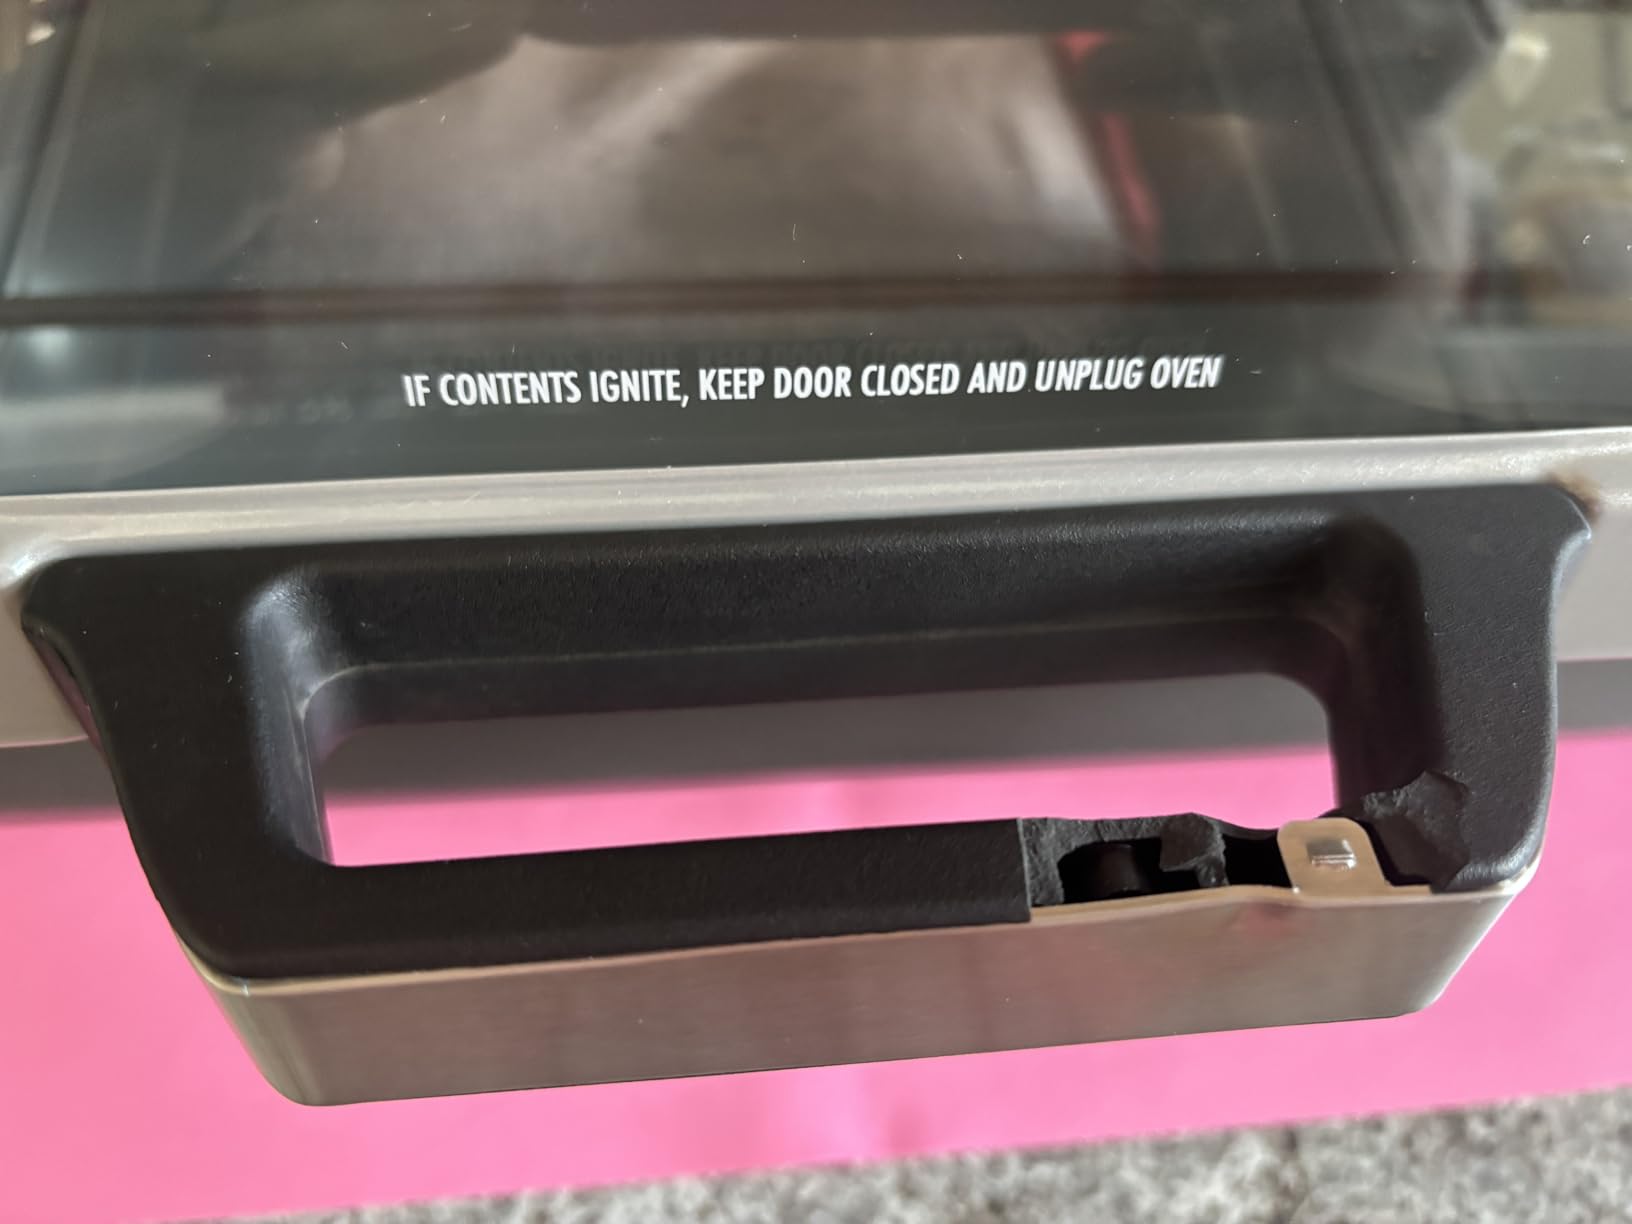 IF CONTENTS IGNITE, KEEP DOOR CLOSED AND UNPLUG OVEN